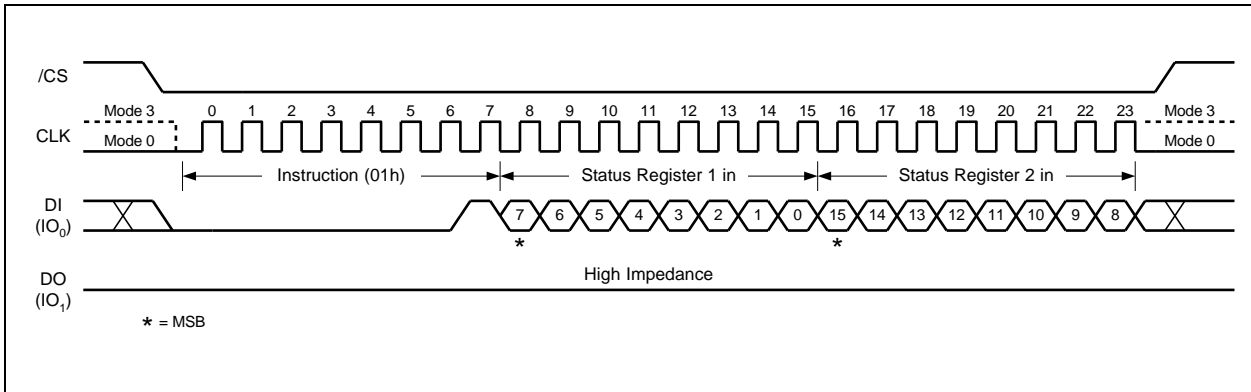 /CS
Mode 3 0 1 2 3 4 5 6 7 8 9 10 11 12 13 14 15 16 17 18 19 20 21 22 23 Mode 3
CLK
Mode 0 Mode 0
Instruction (01h) Status Register 1 in Status Register 2 in
DI
(IO0)
7 6 5 4 3 2 1 0 15 14 13 12 11 10 9 8
* *
High Impedance
DO
(IO1)
* = MSB